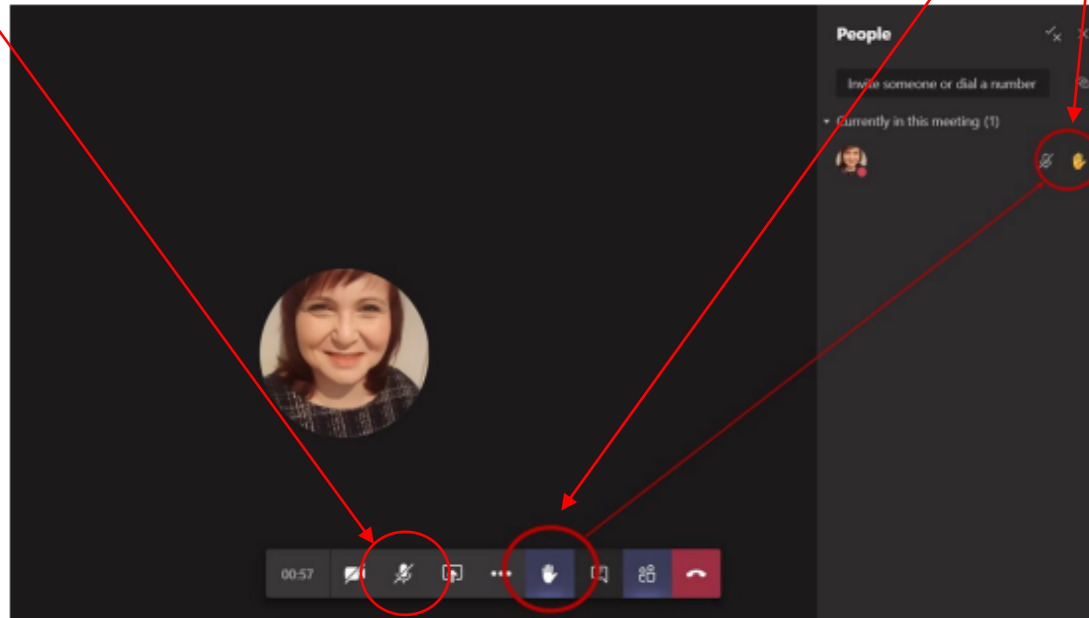 People
Invite someone or dial a number
Currently in this meeting (1)
00:57